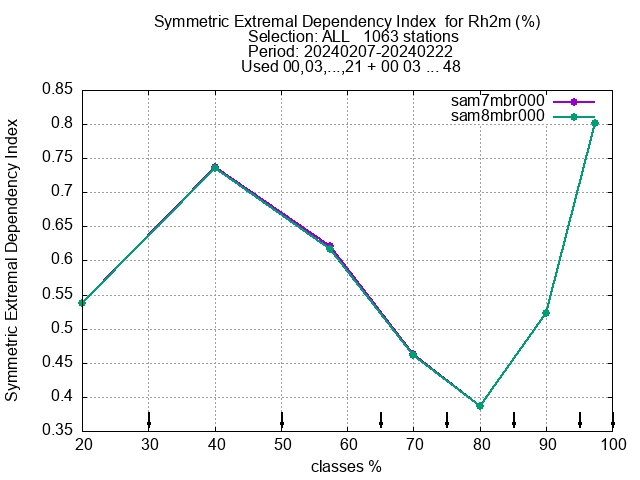 Symmetric Extremal Dependency Index  for Rh2m (%)
Selection: ALL   1063 stations
Period: 20240207-20240222
Used 00,03,...,21 + 00 03 ... 48
sam7mbr000
sam8mbr000
Symmetric Extremal Dependency Index
0.85
0.8
0.75
0.7
0.65
0.6
0.55
0.5
0.45
0.4
0.35
20 30 40 50 60 70 80 90 100
classes %